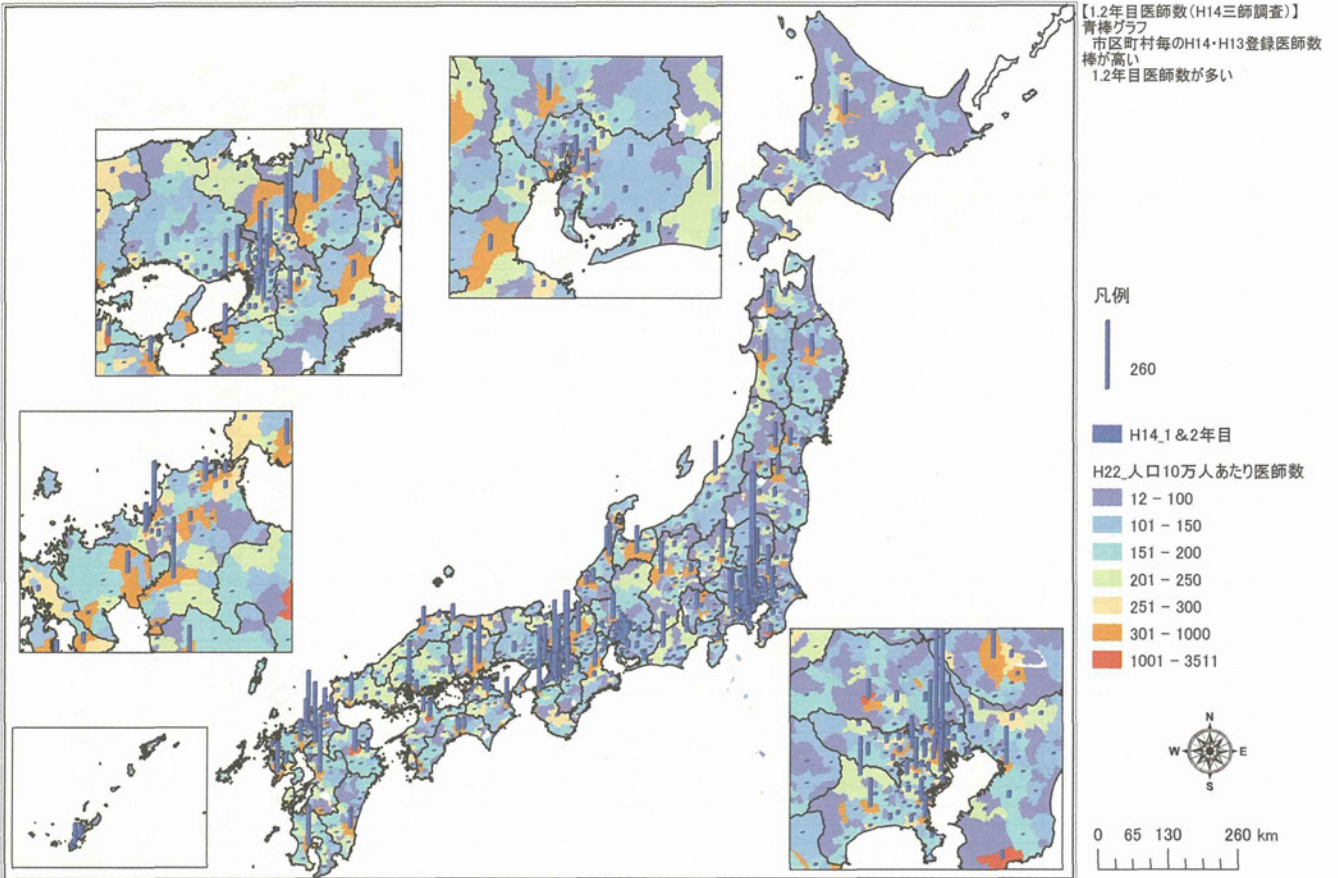 【1.2年目医師数(H14三師調査)】
青棒グラフ
市区町村毎のH14・H13登録医師数
棒が高い
1.2年目医師数が多い
凡例
260
H14_1&2年目
H22_人口10万人あたり医師数
12 - 100
101 - 150
151 - 200
201 - 250
251 - 300
301 - 1000
1001 - 3511
N
W E
S
0 65 130 260 km